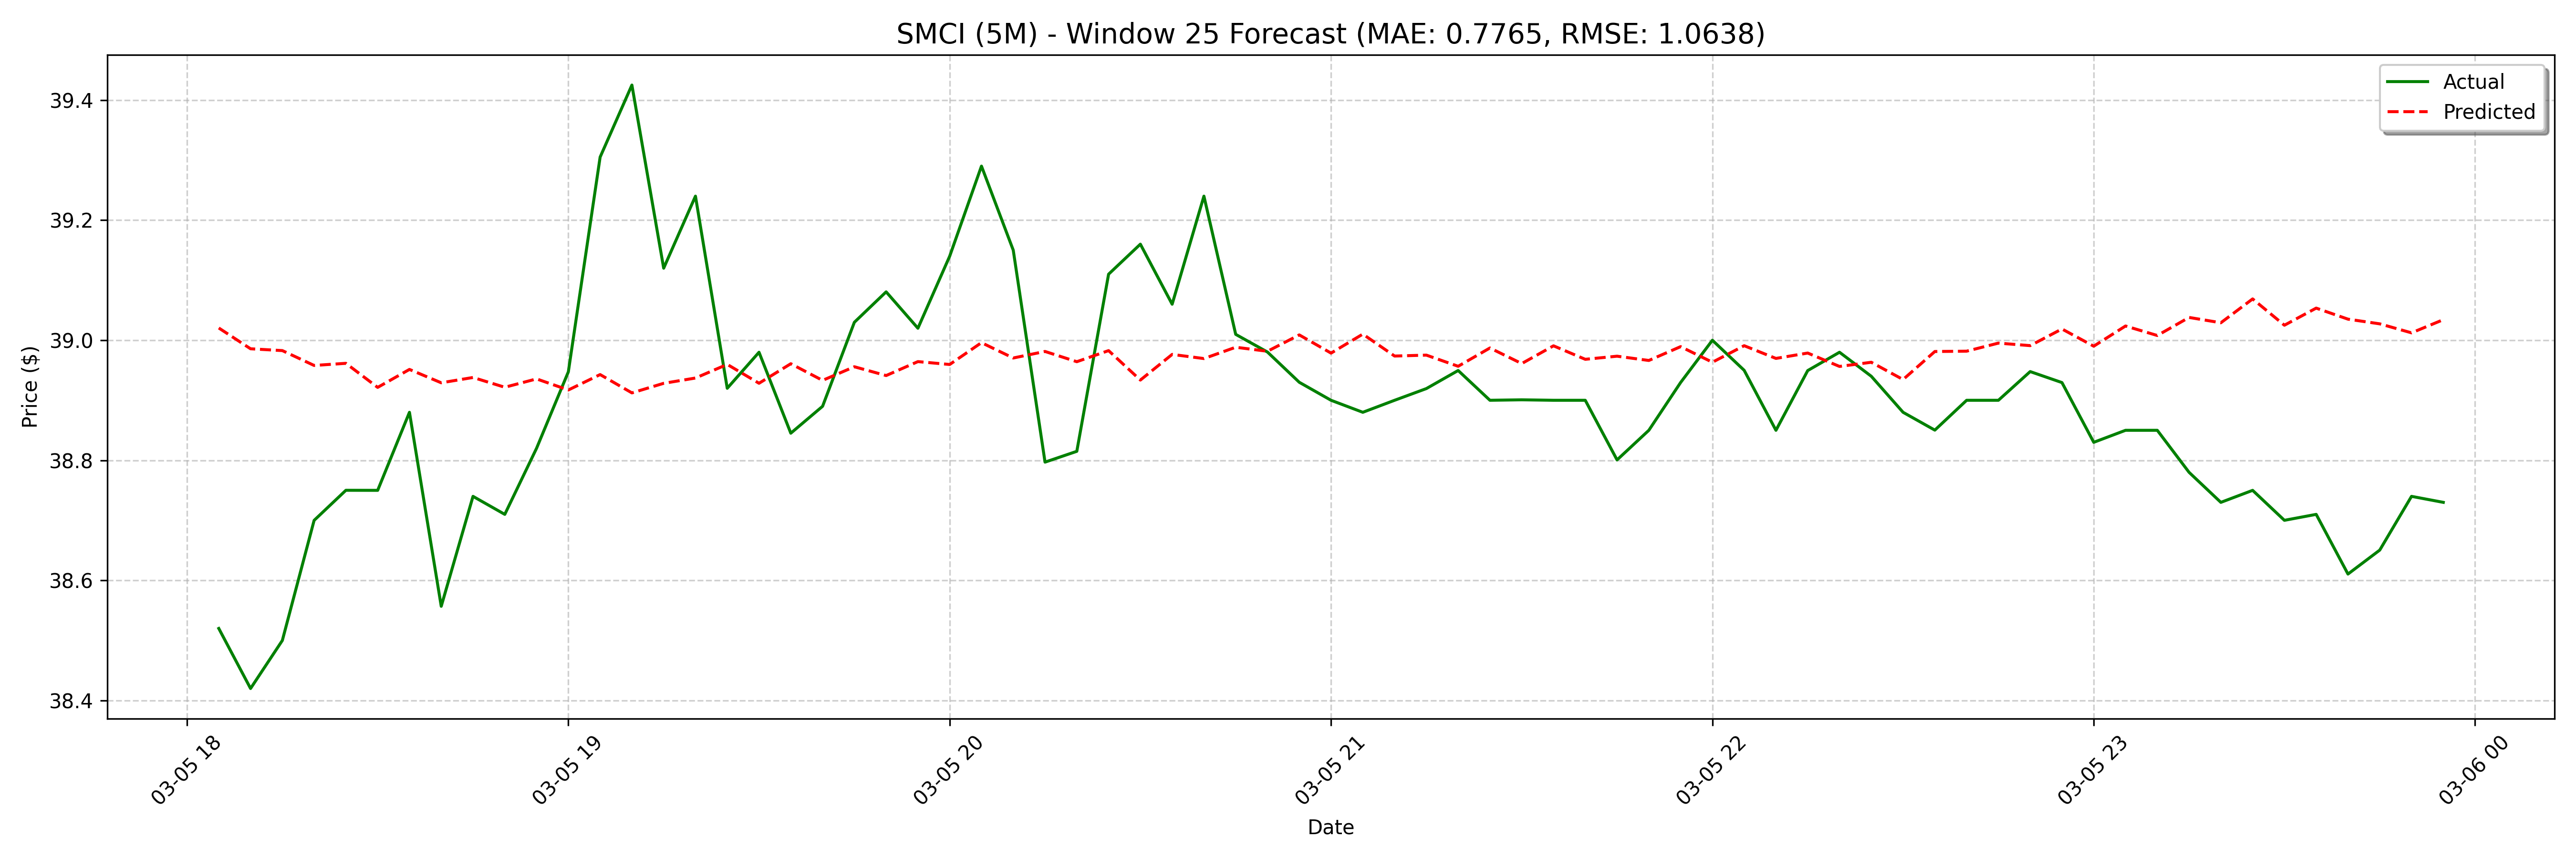 SMCI (5M) - Window 25 Forecast (MAE: 0.7765, RMSE: 1.0638)
Actual
Predicted
Price ($)
39.4
39.2
39.0
38.8
38.6
38.4
03-05 18
03-05 19
03-05 20
03-05 21
03-05 22
03-05 23
03-06 00
Date